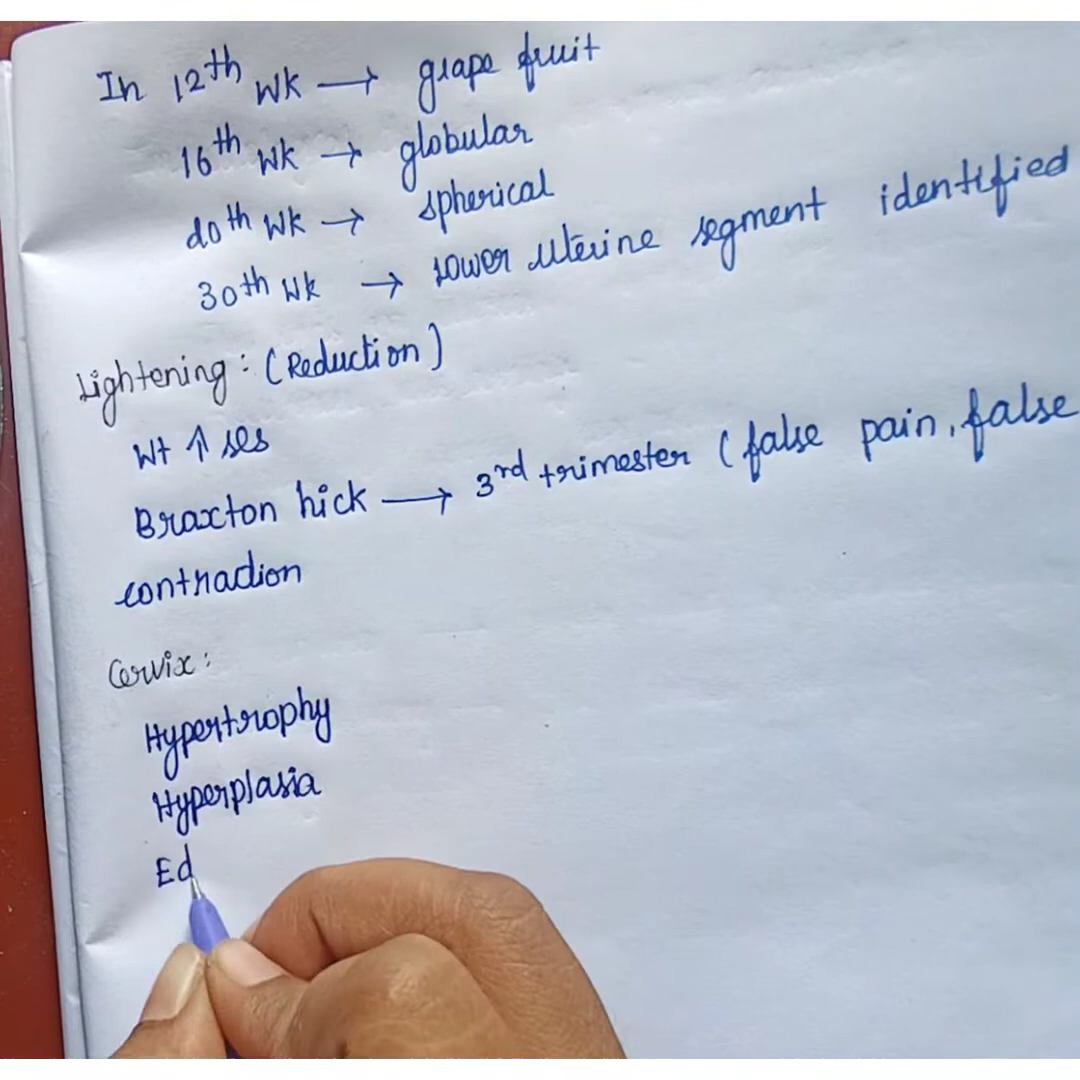 In 12th wk → grape fruit
16th wk → globular
20th wk → spherical
30th wk → Lower uterine segment identified
Lightening : (Reduction)
Wt ↑ ses
Braxton hick → 3rd trimester (false pain, false
contraction
Cervix :
Hypertrophy
Hyperplasia
Ed